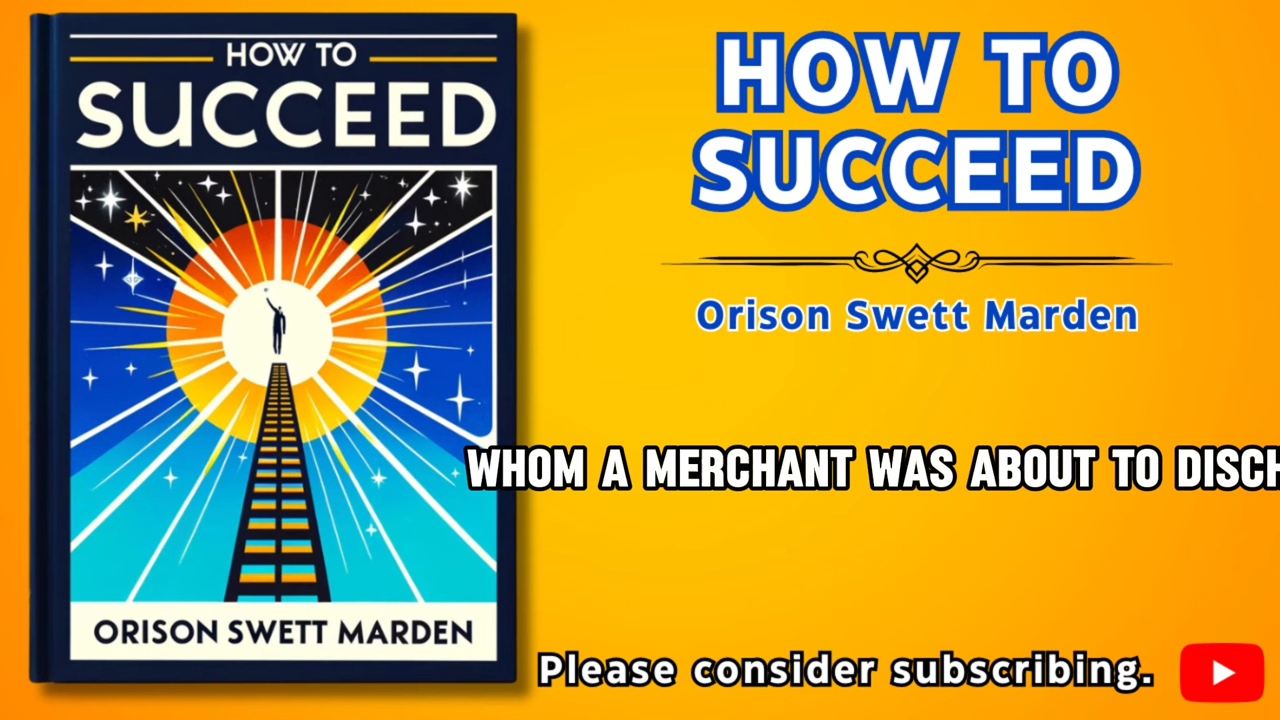 HOW TO
SUCCEED
ORISON SWETT MARDEN
HOW TO
SUCCEED
Orison Swett Marden
WHOM A MERCHANT WAS ABOUT TO
Please consider subscribing.